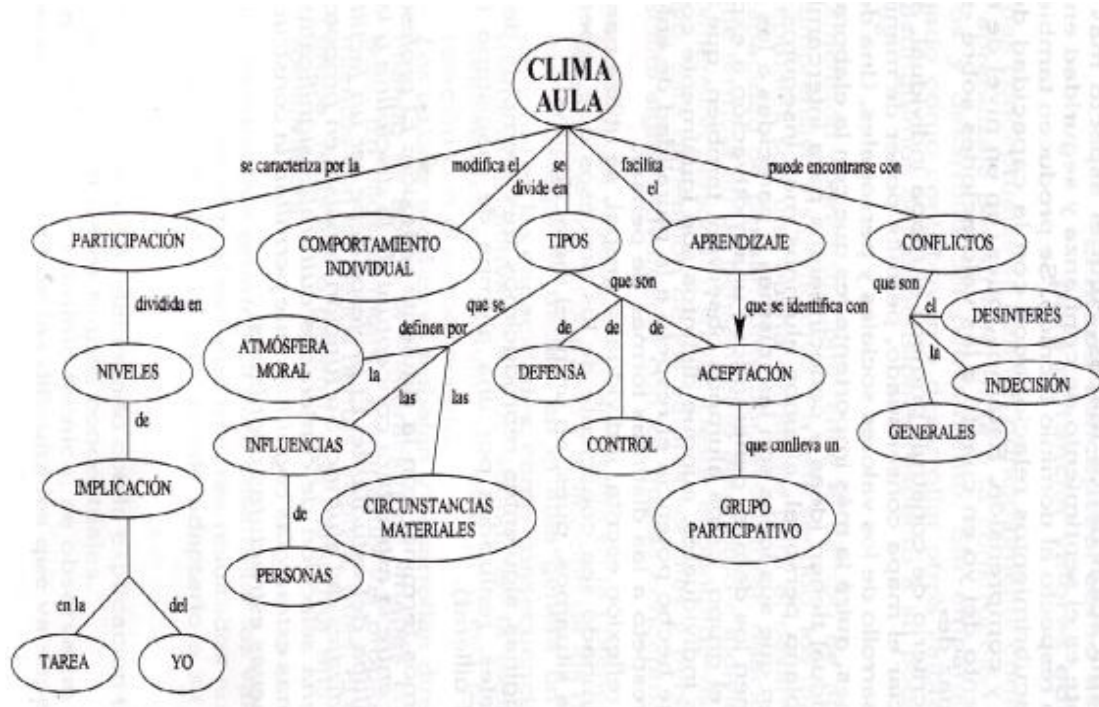 CLIMA
AULA
se caracteriza por la
modifica el
se
divide en
facilita
el
puede encontrarse con
PARTICIPACIÓN
COMPORTAMIENTO
INDIVIDUAL
TIPOS
APRENDIZAJE
CONFLICTOS
dividida en
que se
definen por
que son
que se identifica con
que son
el
la
DESINTERÉS
INDECISIÓN
GENERALES
NIVELES
ATMÓSFERA
MORAL
la
las
las
de
de
de
DEFENSA
CONTROL
ACEPTACIÓN
de
INFLUENCIAS
CIRCUNSTANCIAS
MATERIALES
que conlleva un
GRUPO
PARTICIPATIVO
IMPLICACIÓN
de
PERSONAS
en la
del
TAREA
YO